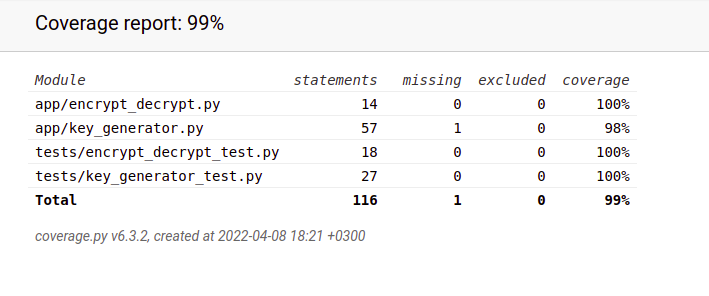 Coverage report: 99%
Module statements missing excluded coverage
app/encrypt_decrypt.py 14 0 0 100%
app/key_generator.py 57 1 0 98%
tests/encrypt_decrypt_test.py 18 0 0 100%
tests/key_generator_test.py 27 0 0 100%
Total 116 1 0 99%
coverage.py v6.3.2, created at 2022-04-08 18:21 +0300